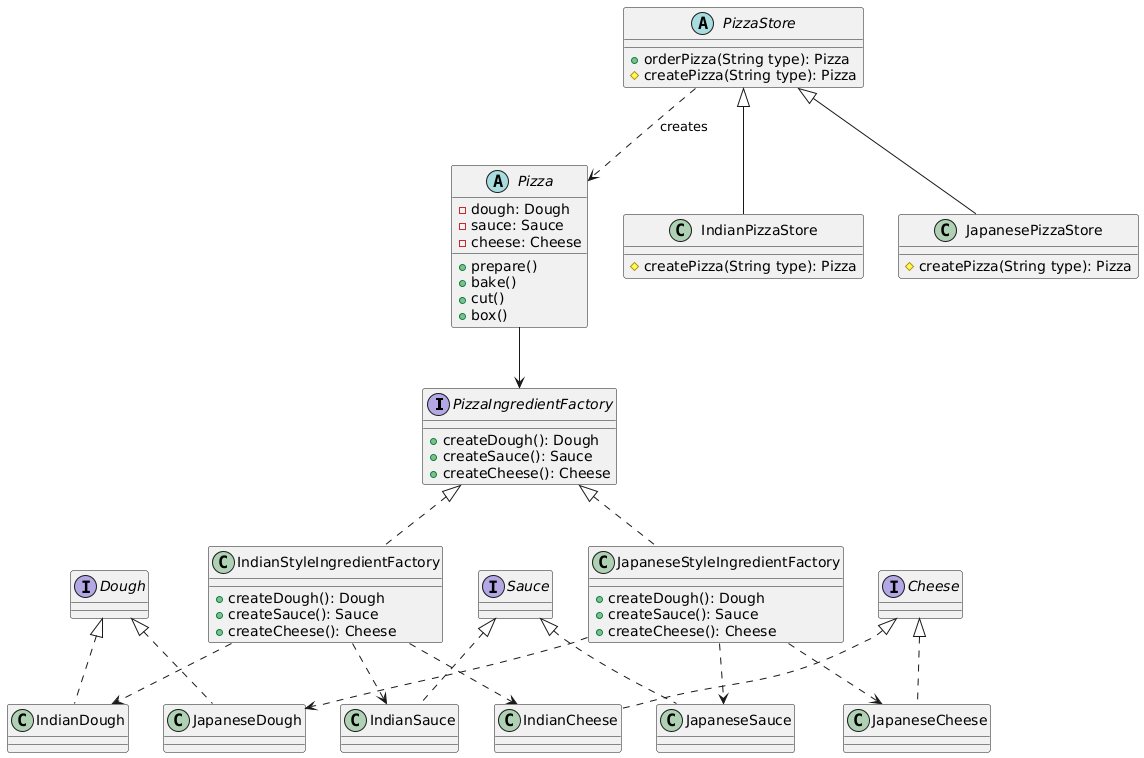 A PizzaStore
orderPizza(String type): Pizza
createPizza(String type): Pizza
creates
A Pizza
dough: Dough
sauce: Sauce
cheese: Cheese
prepare()
bake()
cut()
box()
C IndianPizzaStore
createPizza(String type): Pizza
C JapanesePizzaStore
createPizza(String type): Pizza
I PizzaIngredientFactory
createDough(): Dough
createSauce(): Sauce
createCheese(): Cheese
I Dough
C IndianStyleIngredientFactory
createDough(): Dough
createSauce(): Sauce
createCheese(): Cheese
I Sauce
C JapaneseStyleIngredientFactory
createDough(): Dough
createSauce(): Sauce
createCheese(): Cheese
I Cheese
C IndianDough
C JapaneseDough
C IndianSauce
C IndianCheese
C JapaneseSauce
C JapaneseCheese